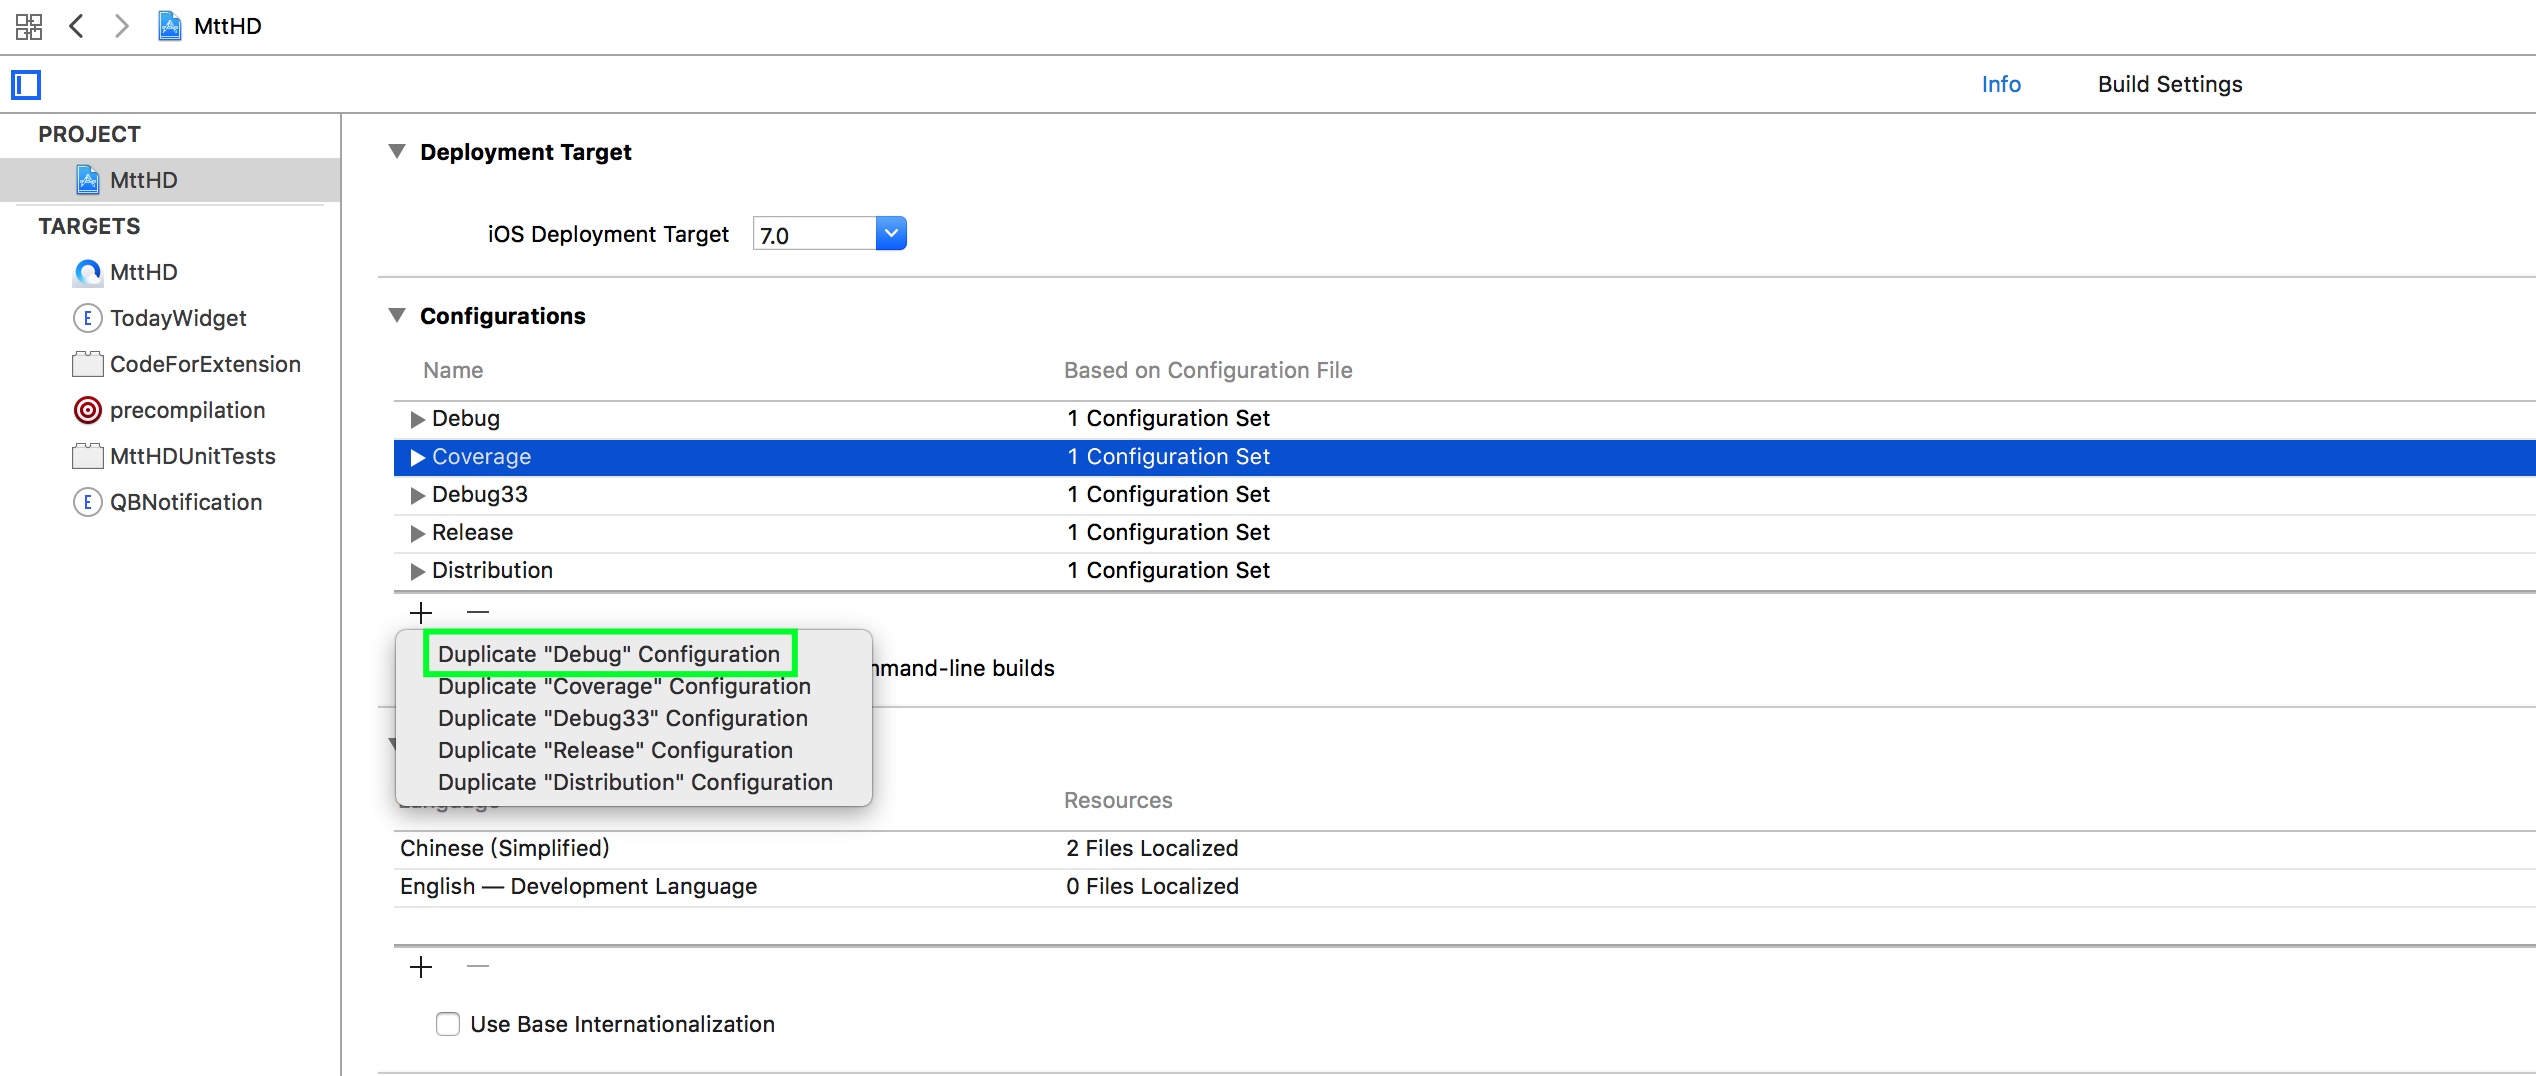 MttHD
Info
Build Settings
PROJECT
MttHD
TARGETS
MttHD
TodayWidget
CodeForExtension
precompilation
MttHDUnitTests
QBNotification
Deployment Target
iOS Deployment Target 7.0
Configurations
Name Based on Configuration File
Debug 1 Configuration Set
Coverage 1 Configuration Set
Debug33 1 Configuration Set
Release 1 Configuration Set
Distribution 1 Configuration Set
Duplicate "Debug" Configuration
mmand-line builds
Duplicate "Coverage" Configuration
Duplicate "Debug33" Configuration
Duplicate "Release" Configuration
Duplicate "Distribution" Configuration
Resources
Chinese (Simplified) 2 Files Localized
English — Development Language 0 Files Localized
Use Base Internationalization